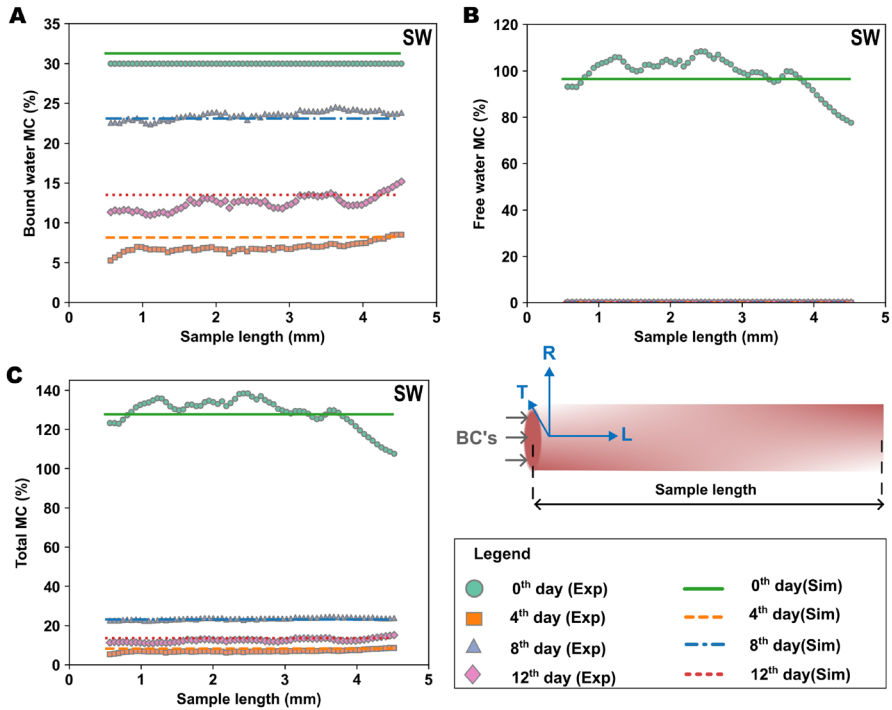 A
SW
Bound water MC (%)
35
30
25
20
15
10
5
0
0 1 2 3 4 5
Sample length (mm)
B
SW
Free water MC (%)
120
100
80
60
40
20
0
0 1 2 3 4 5
Sample length (mm)
C
SW
Total MC (%)
140
120
100
80
60
40
20
0
0 1 2 3 4 5
Sample length (mm)
R
T
L
BC's
Sample length
Legend
0th day (Exp) 0th day(Sim)
4th day (Exp) 4th day(Sim)
8th day (Exp) 8th day(Sim)
12th day (Exp) 12th day(Sim)